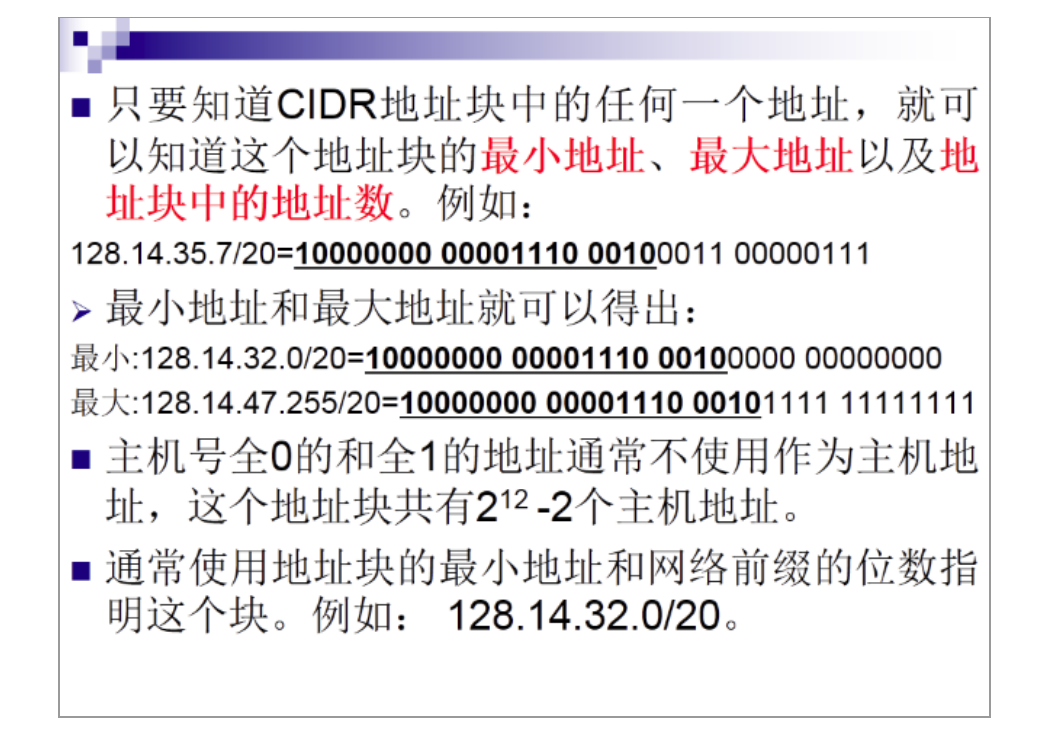 ■ 只要知道CIDR地址块中的任何一个地址，就可
以知道这个地址块的最小地址、最大地址以及地
址块中的地址数。例如：
128.14.35.7/20=10000000 00001110 00100011 00000111
➢ 最小地址和最大地址就可以得出：
最小:128.14.32.0/20=10000000 00001110 00100000 00000000
最大:128.14.47.255/20=10000000 00001110 00101111 11111111
■ 主机号全0的和全1的地址通常不使用作为主机地
址，这个地址块共有2¹² -2个主机地址。
■ 通常使用地址块的最小地址和网络前缀的位数指
明这个块。例如： 128.14.32.0/20。